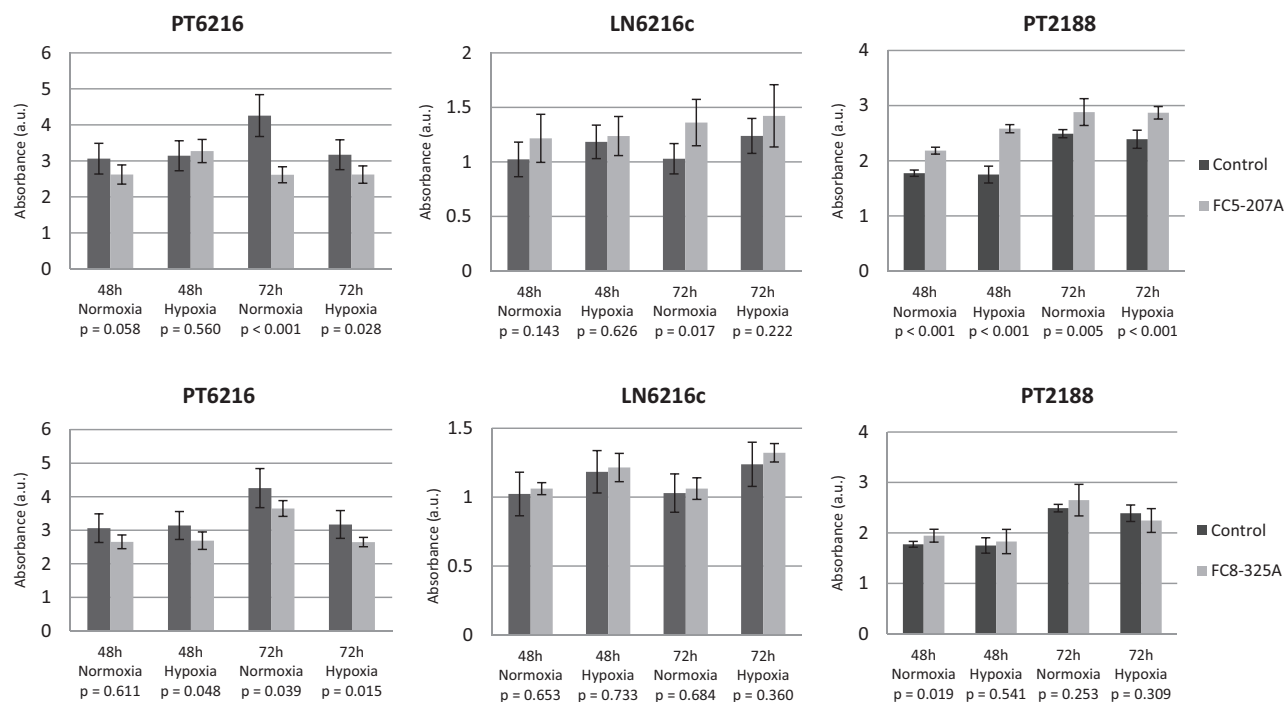 PT6216
6
5
4
3
2
1
0
Absorbance (a.u.)
48h
Normoxia
p = 0.058
48h
Hypoxia
p = 0.560
72h
Normoxia
p < 0.001
72h
Hypoxia
p = 0.028
LN6216c
2
1.5
1
0.5
0
Absorbance (a.u.)
48h
Normoxia
p = 0.143
48h
Hypoxia
p = 0.626
72h
Normoxia
p = 0.017
72h
Hypoxia
p = 0.222
PT2188
4
3
2
1
0
Absorbance (a.u.)
48h
Normoxia
p < 0.001
48h
Hypoxia
p < 0.001
72h
Normoxia
p = 0.005
72h
Hypoxia
p < 0.001
Control
FC5-207A
PT6216
6
5
4
3
2
1
0
Absorbance (a.u.)
48h
Normoxia
p = 0.611
48h
Hypoxia
p = 0.048
72h
Normoxia
p = 0.039
72h
Hypoxia
p = 0.015
LN6216c
1.5
1
0.5
0
Absorbance (a.u.)
48h
Normoxia
p = 0.653
48h
Hypoxia
p = 0.733
72h
Normoxia
p = 0.684
72h
Hypoxia
p = 0.360
PT2188
4
3
2
1
0
Absorbance (a.u.)
48h
Normoxia
p = 0.019
48h
Hypoxia
p = 0.541
72h
Normoxia
p = 0.253
72h
Hypoxia
p = 0.309
Control
FC8-325A